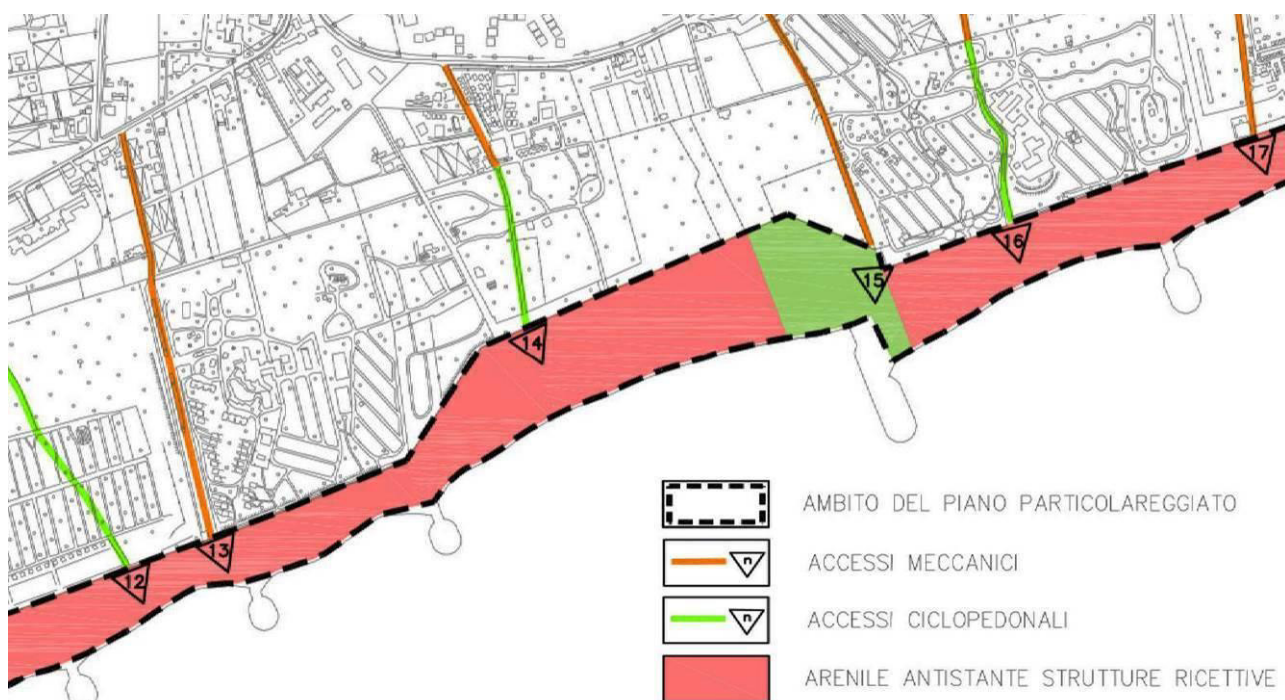 17
16
15
14
13
12
AMBITO DEL PIANO PARTICOLAREGGIATO
n
ACCESSI MECCANICI
n
ACCESSI CICLOPEDONALI
ARENILE ANTISTANTE STRUTTURE RICETTIVE